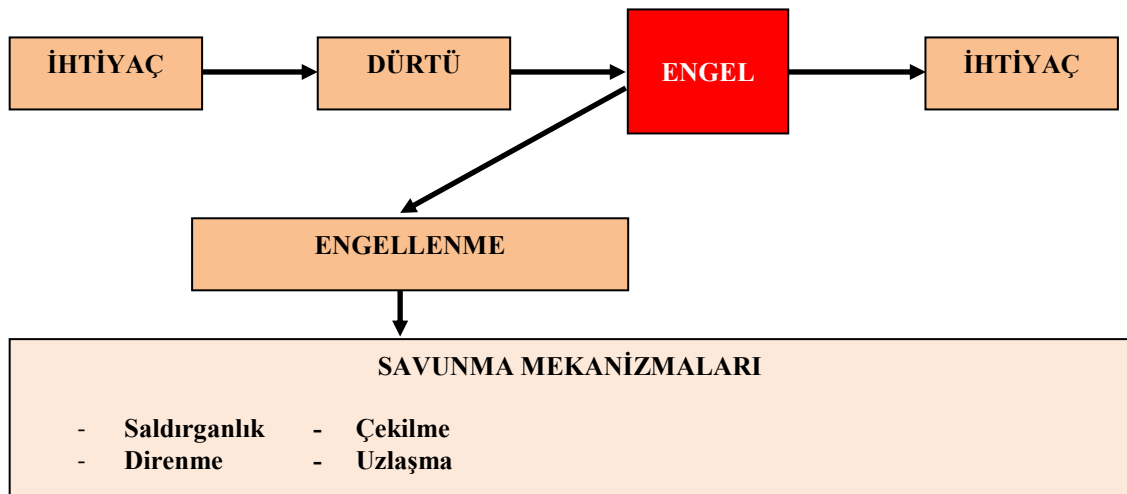 İHTİYAÇ
DÜRTÜ
ENGEL
İHTİYAÇ
ENGELLENME
SAVUNMA MEKANİZMALARI
- Saldırganlık - Çekilme
- Direnme - Uzlaşma